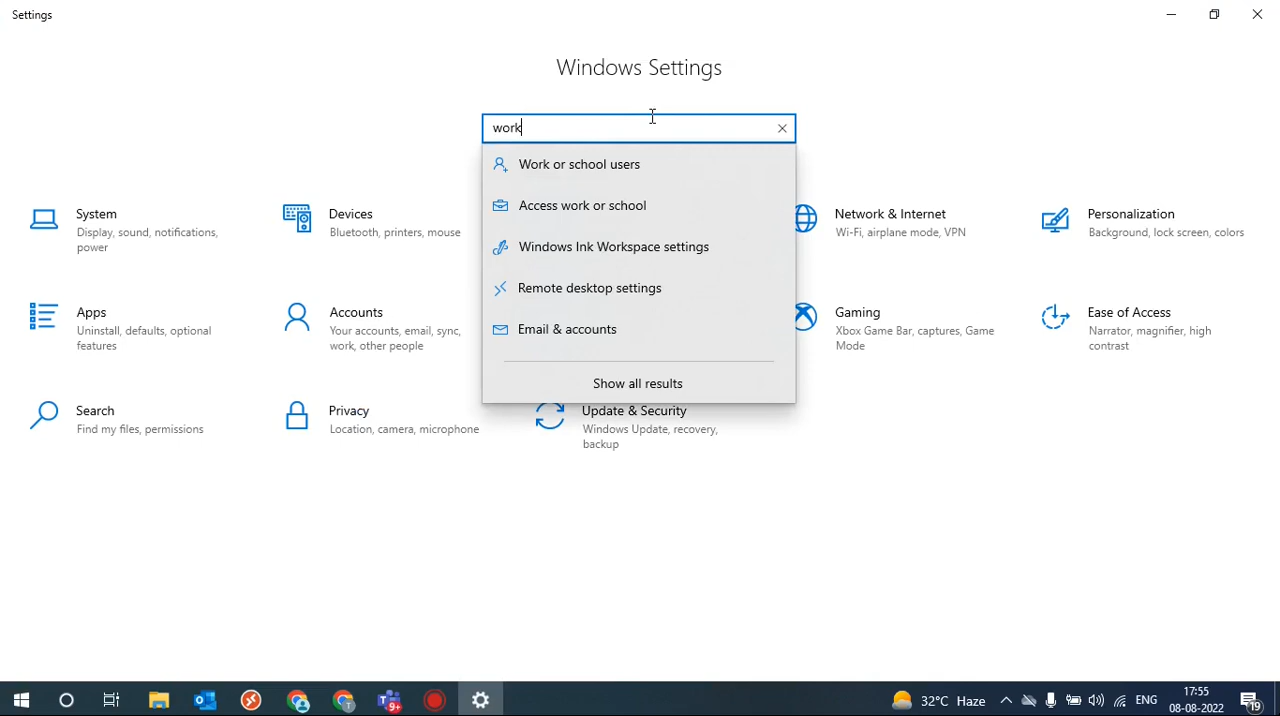 Settings
Windows Settings
work
Work or school users
Access work or school
Windows Ink Workspace settings
Remote desktop settings
Email & accounts
Show all results
System
Display, sound, notifications,
power
Devices
Bluetooth, printers, mouse
Network & Internet
Wi-Fi, airplane mode, VPN
Personalization
Background, lock screen, colors
Apps
Uninstall, defaults, optional
features
Accounts
Your accounts, email, sync,
work, other people
Gaming
Xbox Game Bar, captures, Game
Mode
Ease of Access
Narrator, magnifier, high
contrast
Search
Find my files, permissions
Privacy
Location, camera, microphone
Update & Security
Windows Update, recovery,
backup
T
9+
32°C Haze
ENG
17:55
08-08-2022
19